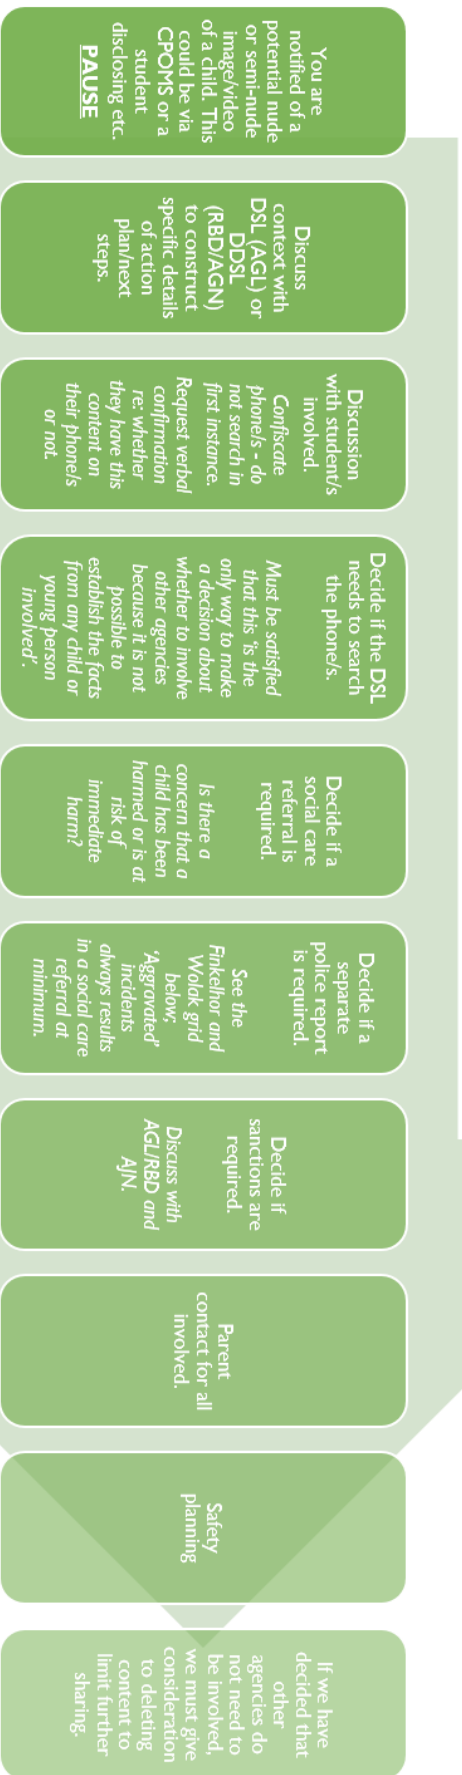 You are
notified of a
potential nude
or semi-nude
image/video
of a child. This
could be via
CPOMS or a
student
disclosing etc.
PAUSE
Discuss
context with
DSL (AGL) or
DDSL
(RBD/AGN)
to construct
specific details
of action
plan/next
steps.
Discussion
with student/s
involved.
Confiscate
phone/s - do
not search in
first instance.
Request verbal
confirmation
re: whether
they have this
content on
their phone/s
or not.
Decide if the DSL
needs to search
the phone/s.
Must be satisfied
that this 'is the
only way to make
a decision about
whether to involve
other agencies
because it is not
possible to
establish the facts
from any child or
young person
involved'.
Decide if a
social care
referral is
required.
Is there a
concern that a
child has been
harmed or is at
risk of
immediate
harm?
Decide if a
separate
police report
is required.
See the
Finkelhor and
Wolak grid
below;
'Aggravated'
incidents
always results
in a social care
referral at
minimum.
Decide if
sanctions are
required.
Discuss with
AGL/RBD and
AJN.
Parent
contact for all
involved.
Safety
planning
If we have
decided that
other
agencies do
not need to
be involved,
we must give
consideration
to deleting
content to
limit further
sharing.